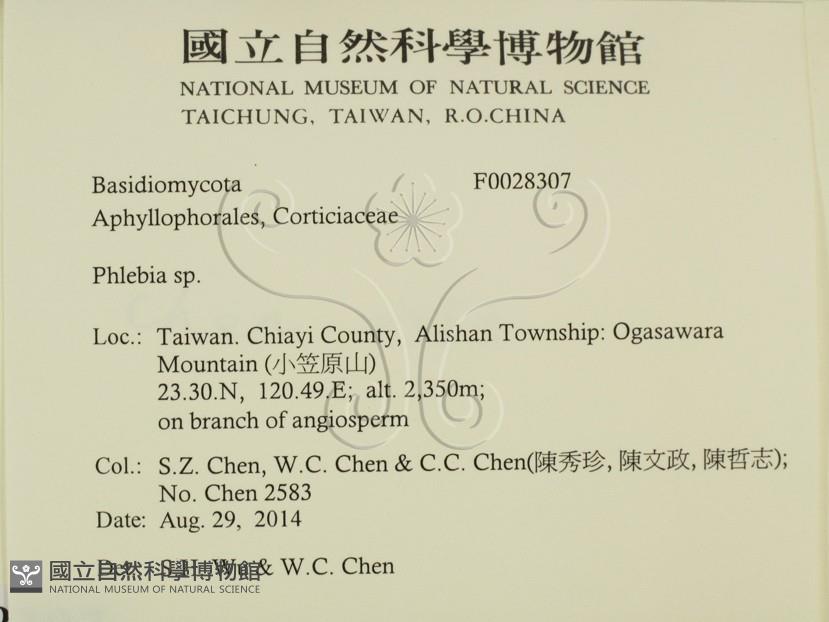 國立自然科學博物館
NATIONAL MUSEUM OF NATURAL SCIENCE
TAICHUNG, TAIWAN, R.O.CHINA
Basidiomycota F0028307
Aphyllophorales, Corticiaceae
Phlebia sp.
Loc.: Taiwan. Chiayi County, Alishan Township: Ogasawara
Mountain (小笠原山)
23.30.N, 120.49.E; alt. 2,350m;
on branch of angiosperm
Col.: S.Z. Chen, W.C. Chen & C.C. Chen(陳秀珍, 陳文政, 陳哲志);
No. Chen 2583
Date: Aug. 29, 2014
Det.: S.H. Wu & W.C. Chen
國立自然科學博物館
NATIONAL MUSEUM OF NATURAL SCIENCE